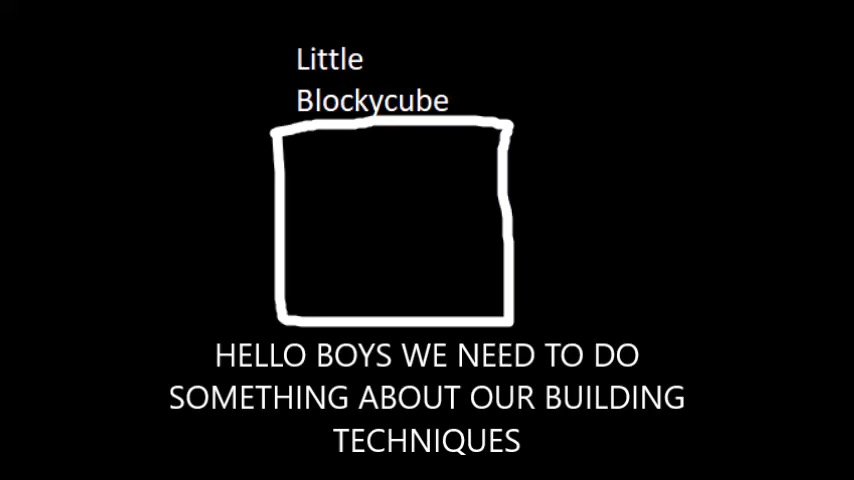 Little
Blockycube
HELLO BOYS WE NEED TO DO
SOMETHING ABOUT OUR BUILDING
TECHNIQUES